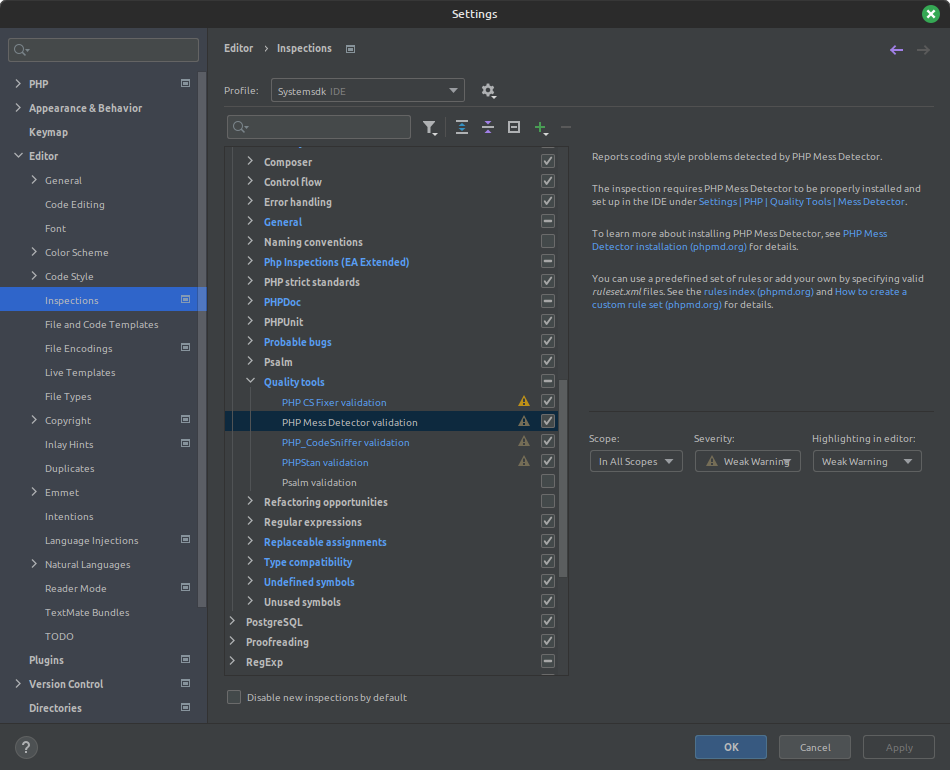 Settings
PHP
Appearance & Behavior
Keymap
Editor
General
Code Editing
Font
Color Scheme
Code Style
Inspections
File and Code Templates
File Encodings
Live Templates
File Types
Copyright
Inlay Hints
Duplicates
Emmet
Intentions
Language Injections
Natural Languages
Reader Mode
TextMate Bundles
TODO
Plugins
Version Control
Directories
Editor › Inspections
Profile: Systemsdk IDE
Composer
Control flow
Error handling
General
Naming conventions
Php Inspections (EA Extended)
PHP strict standards
PHPDoc
PHPUnit
Probable bugs
Psalm
Quality tools
PHP CS Fixer validation
PHP Mess Detector validation
PHP_CodeSniffer validation
PHPStan validation
Psalm validation
Refactoring opportunities
Regular expressions
Replaceable assignments
Type compatibility
Undefined symbols
Unused symbols
PostgreSQL
Proofreading
RegExp
Disable new inspections by default
Reports coding style problems detected by PHP Mess Detector.
The inspection requires PHP Mess Detector to be properly installed and
set up in the IDE under Settings | PHP | Quality Tools | Mess Detector.
To learn more about installing PHP Mess Detector, see PHP Mess
Detector installation (phpmd.org) for details.
You can use a predefined set of rules or add your own by specifying valid
ruleset.xml files. See the rules index (phpmd.org) and How to create a
custom rule set (phpmd.org) for details.
Scope: Severity: Highlighting in editor:
In All Scopes Weak Warning Weak Warning
? OK Cancel Apply